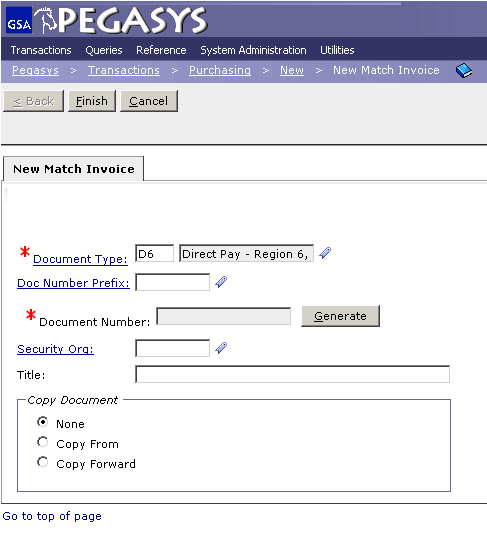 GSA PEGASYS
Transactions Queries Reference System Administration Utilities
Pegasys > Transactions > Purchasing > New > New Match Invoice
< Back Finish Cancel
New Match Invoice
* Document Type: D6 Direct Pay - Region 6,
Doc Number Prefix:
* Document Number: Generate
Security Org:
Title:
Copy Document
None
Copy From
Copy Forward
Go to top of page